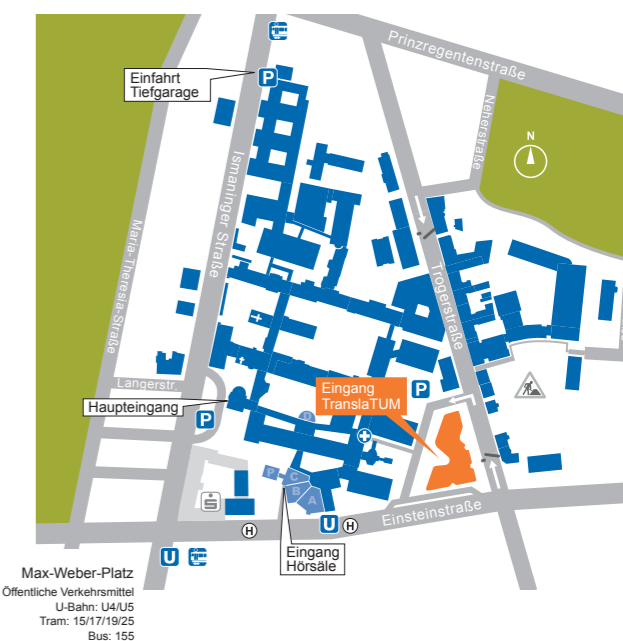 Prinzregentenstraße
Einfahrt
Tiefgarage
P
Neherstraße
N
Ismaninger Straße
Maria-Theresia-Straße
Trogerstraße
Langerstr.
Eingang
TranslaTUM
P
Haupteingang
P
D
P
C
B
A
S
U
H
H
Einsteinstraße
Eingang
Hörsäle
U
Max-Weber-Platz
Öffentliche Verkehrsmittel
U-Bahn: U4/U5
Tram: 15/17/19/25
Bus: 155